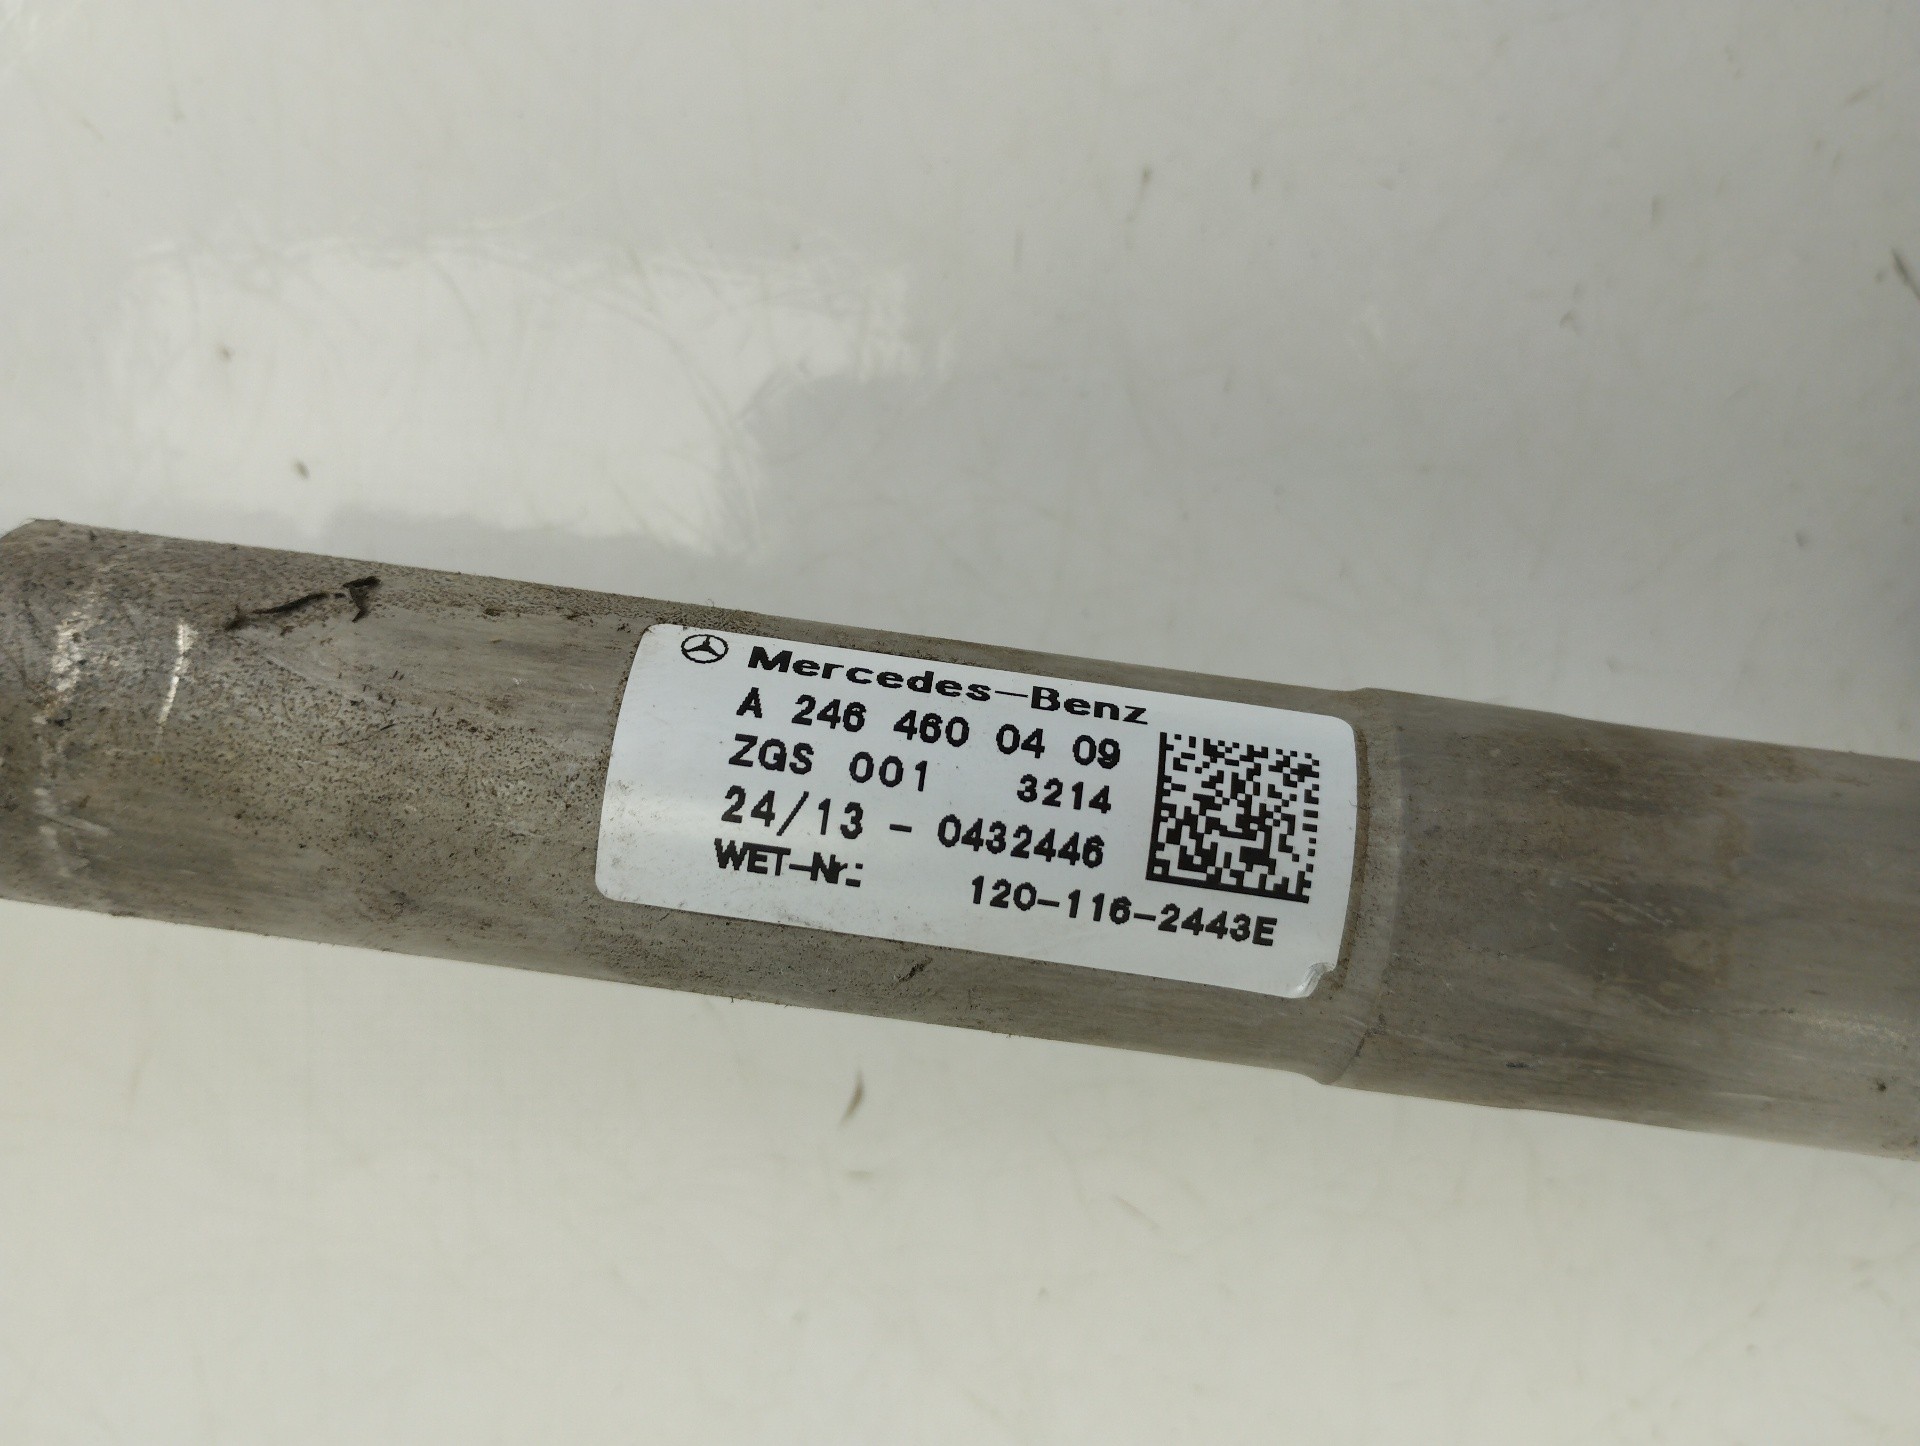 Mercedes-Benz
A 246 460 04 09
ZGS 001 3214
24/13 - 0432446
WET-Nr.: 120-116-2443E